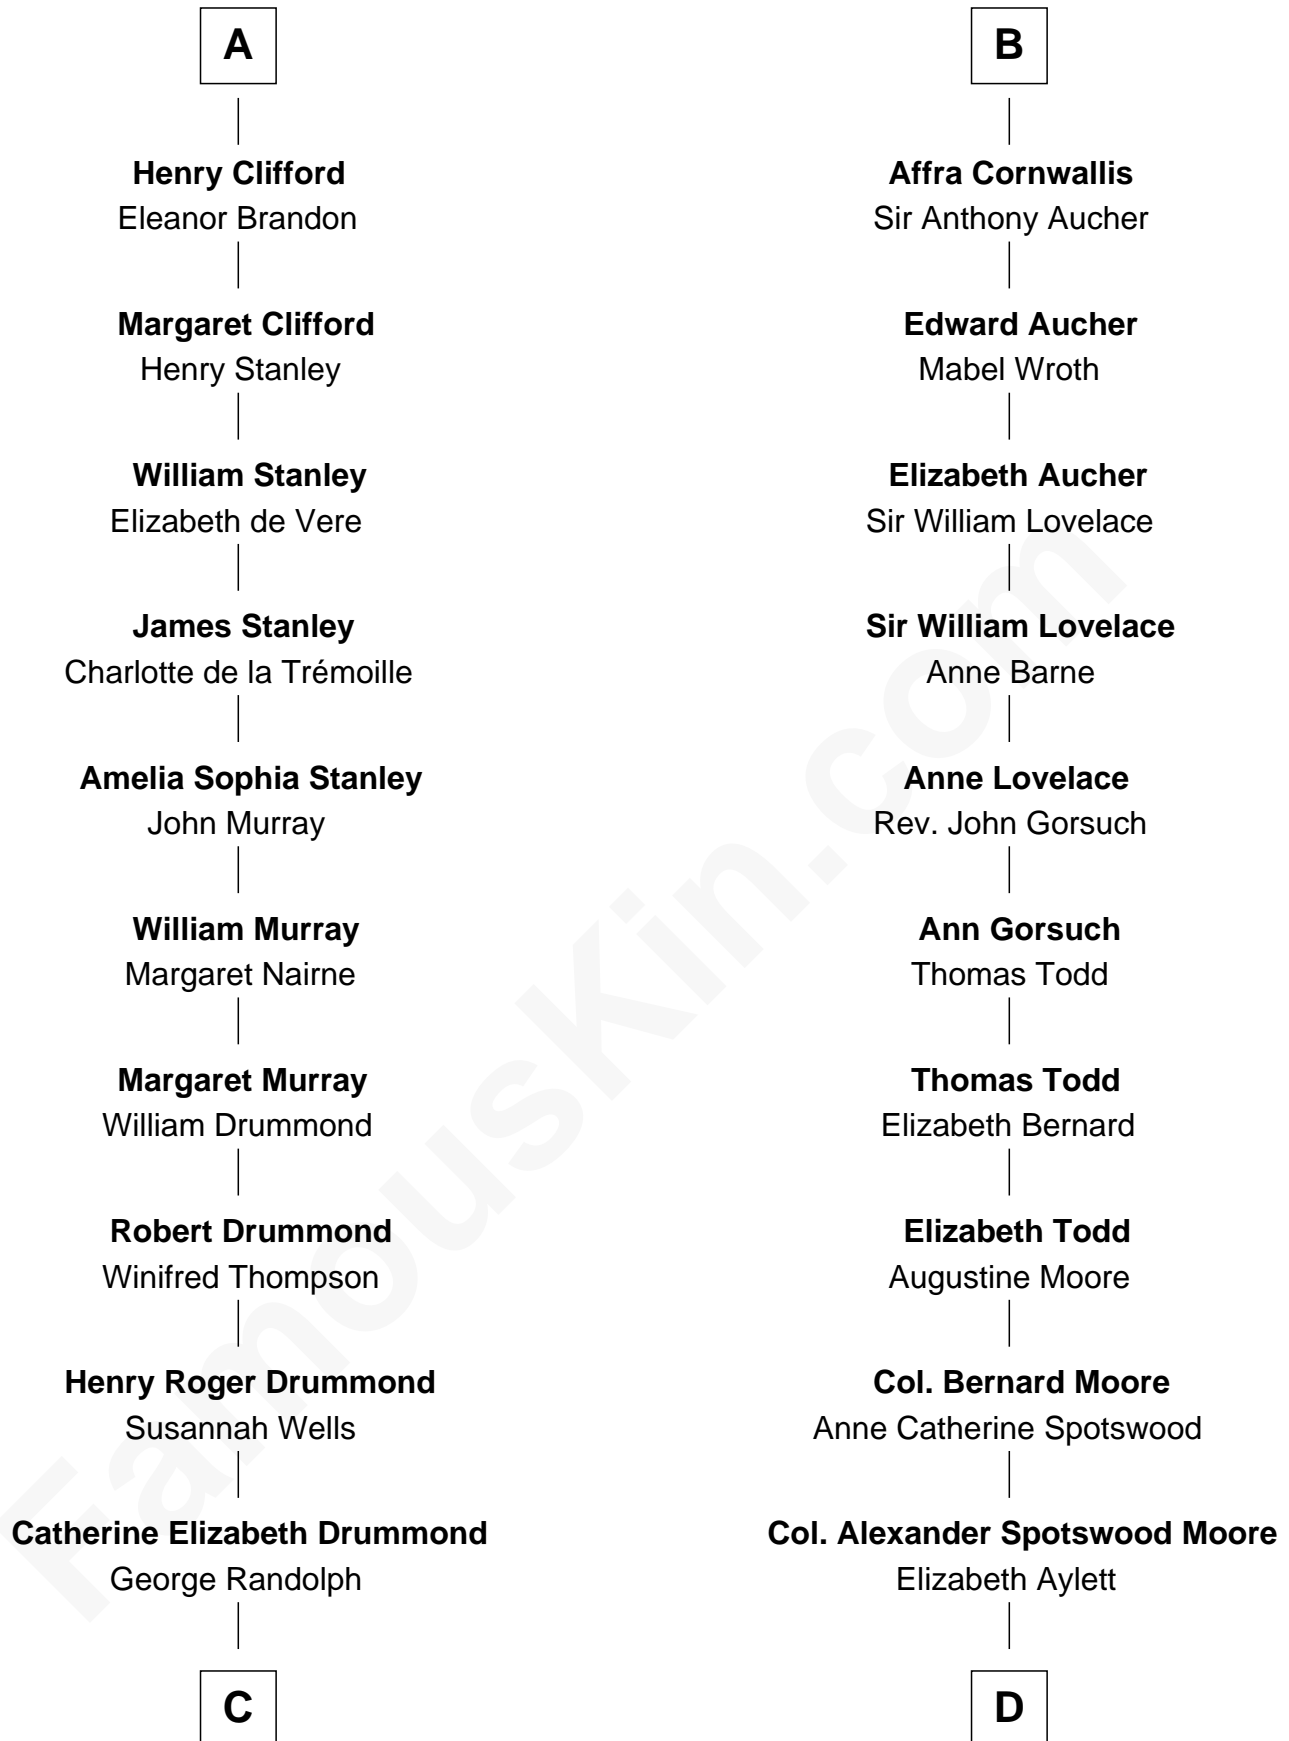 A
Henry Clifford
Eleanor Brandon
Margaret Clifford
Henry Stanley
William Stanley
Elizabeth de Vere
James Stanley
Charlotte de la Trémoille
Amelia Sophia Stanley
John Murray
William Murray
Margaret Nairne
Margaret Murray
William Drummond
Robert Drummond
Winifred Thompson
Henry Roger Drummond
Susannah Wells
Catherine Elizabeth Drummond
George Randolph
C
B
Affra Cornwallis
Sir Anthony Aucher
Edward Aucher
Mabel Wroth
Elizabeth Aucher
Sir William Lovelace
Sir William Lovelace
Anne Barne
Anne Lovelace
Rev. John Gorsuch
Ann Gorsuch
Thomas Todd
Thomas Todd
Elizabeth Bernard
Elizabeth Todd
Augustine Moore
Col. Bernard Moore
Anne Catherine Spotswood
Col. Alexander Spotswood Moore
Elizabeth Aylett
D
FamousKin.com